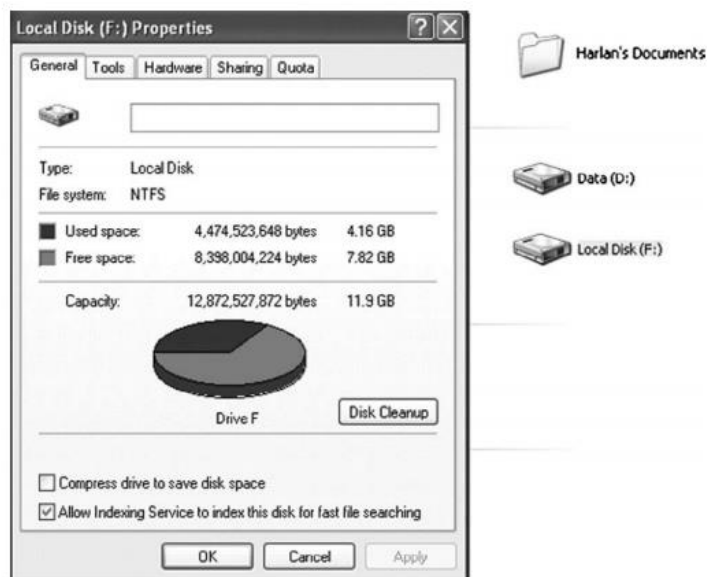 Local Disk (F:) Properties
General Tools Hardware Sharing Quota
Type: Local Disk
File system: NTFS
Used space: 4,474,523,648 bytes 4.16 GB
Free space: 8,398,004,224 bytes 7.82 GB
Capacity: 12,872,527,872 bytes 11.9 GB
Drive F
Disk Cleanup
Compress drive to save disk space
Allow Indexing Service to index this disk for fast file searching
OK Cancel Apply
Harlan's Documents
Data (D:)
Local Disk (F:)